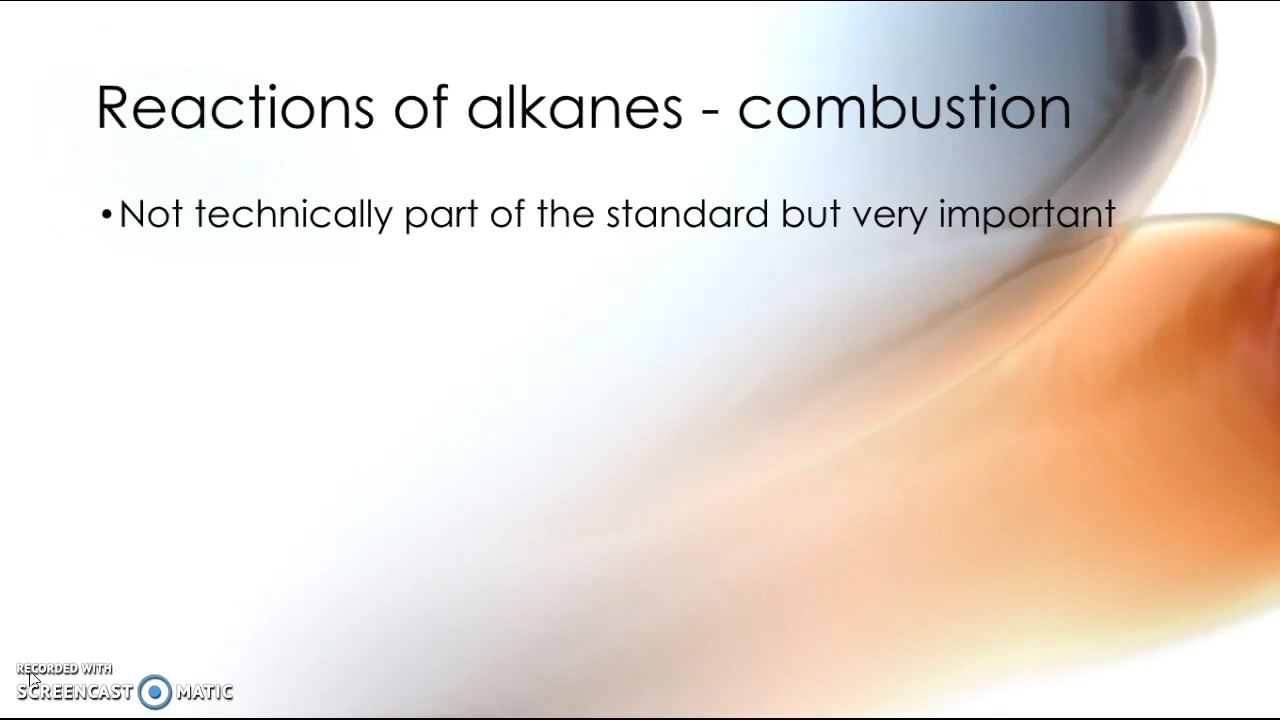 Reactions of alkanes - combustion
•Not technically part of the standard but very important
RECORDED WITH
SCREENCAST MATIC